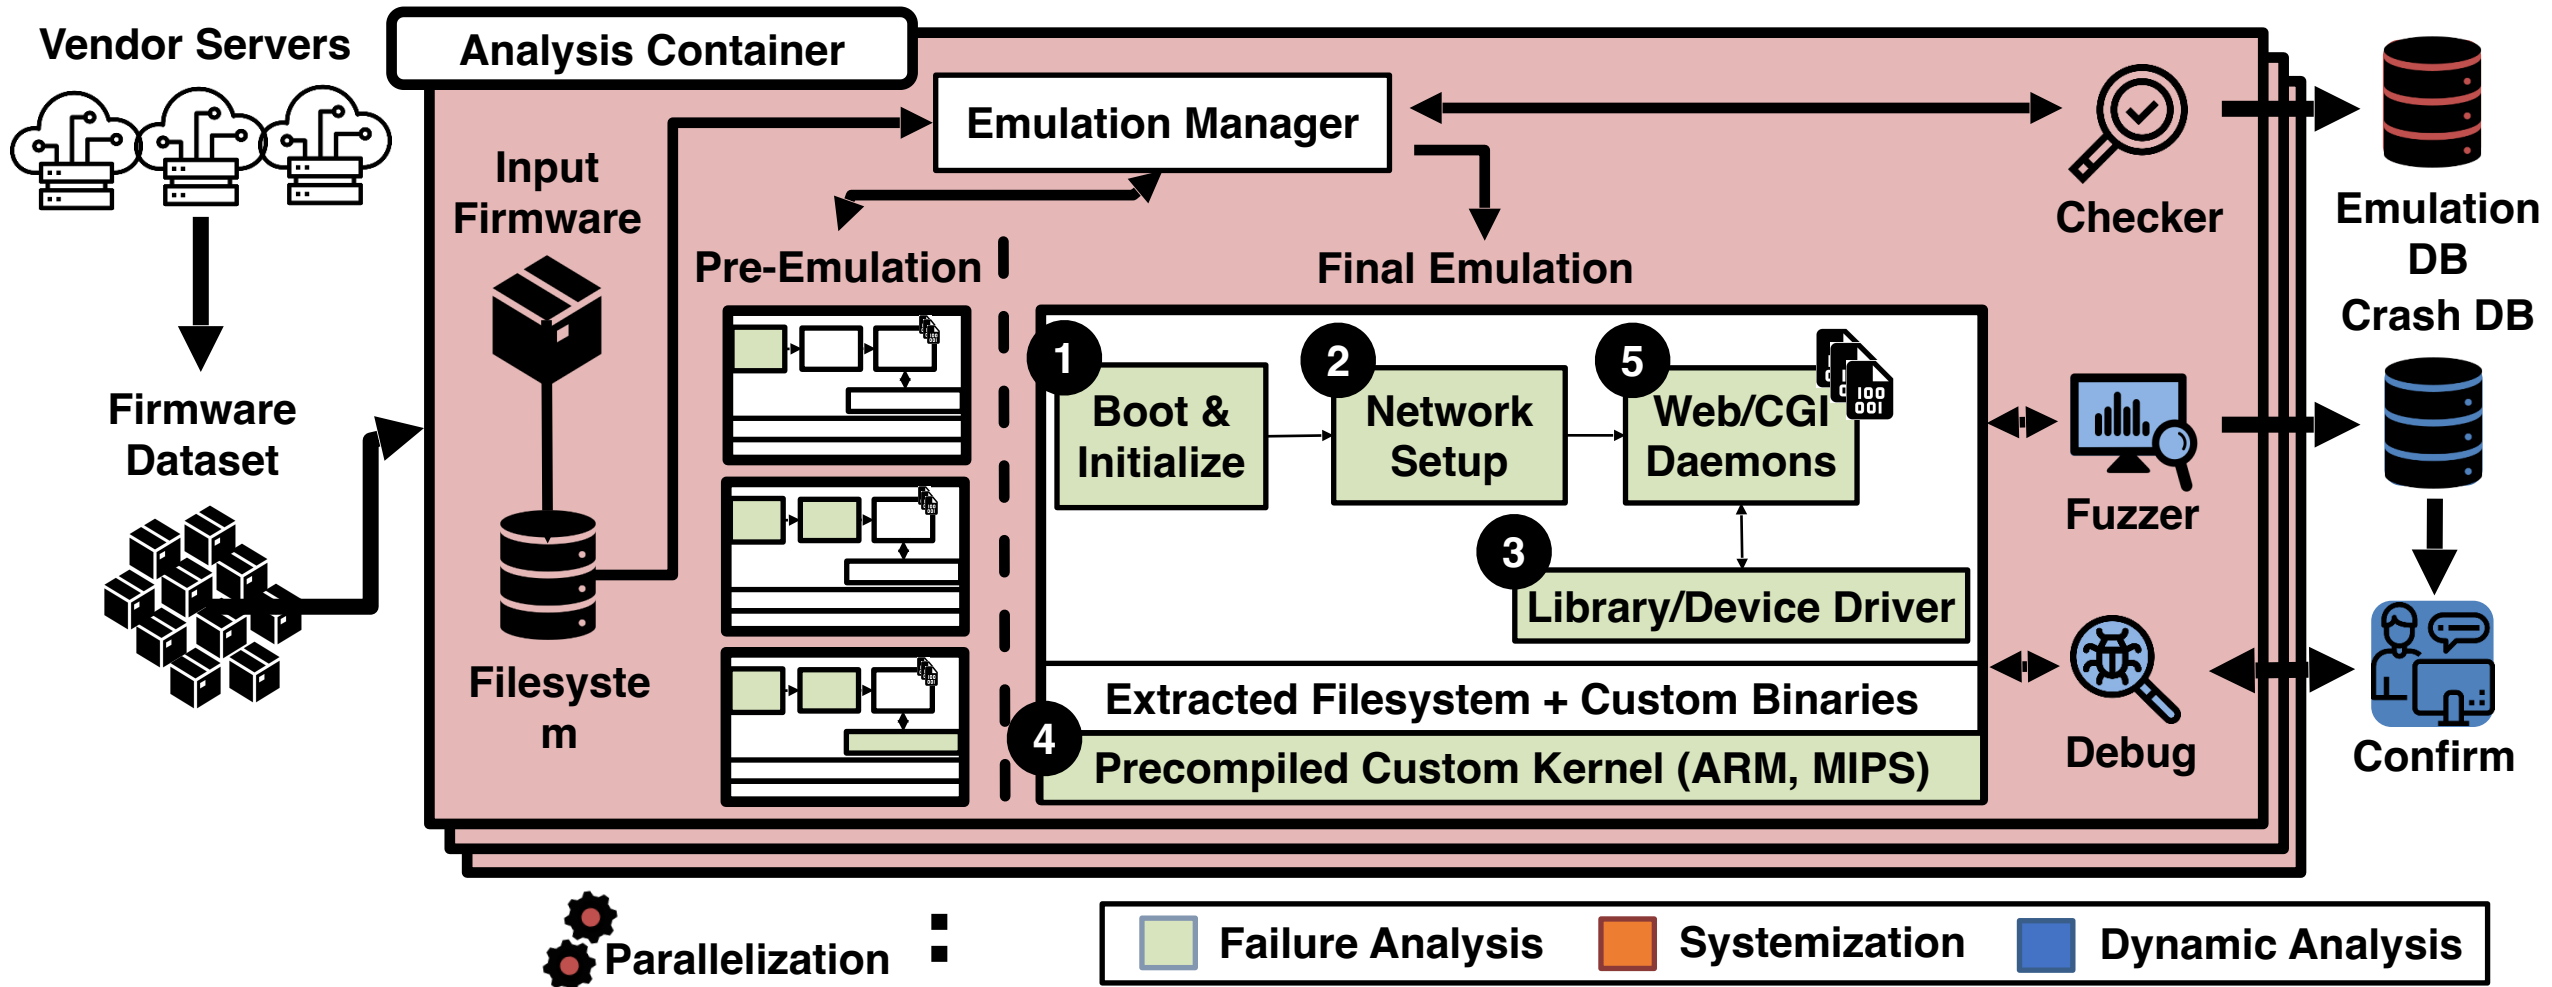 Vendor Servers
Firmware
Dataset
Analysis Container
Input
Firmware
Filesyste
m
Emulation Manager
Pre-Emulation
Final Emulation
1
Boot &
Initialize
2
Network
Setup
5
Web/CGI
Daemons
100
001
3
Library/Device Driver
Extracted Filesystem + Custom Binaries
4
Precompiled Custom Kernel (ARM, MIPS)
Checker
Fuzzer
Debug
Emulation
DB
Crash DB
Confirm
Parallelization :
Failure Analysis
Systemization
Dynamic Analysis